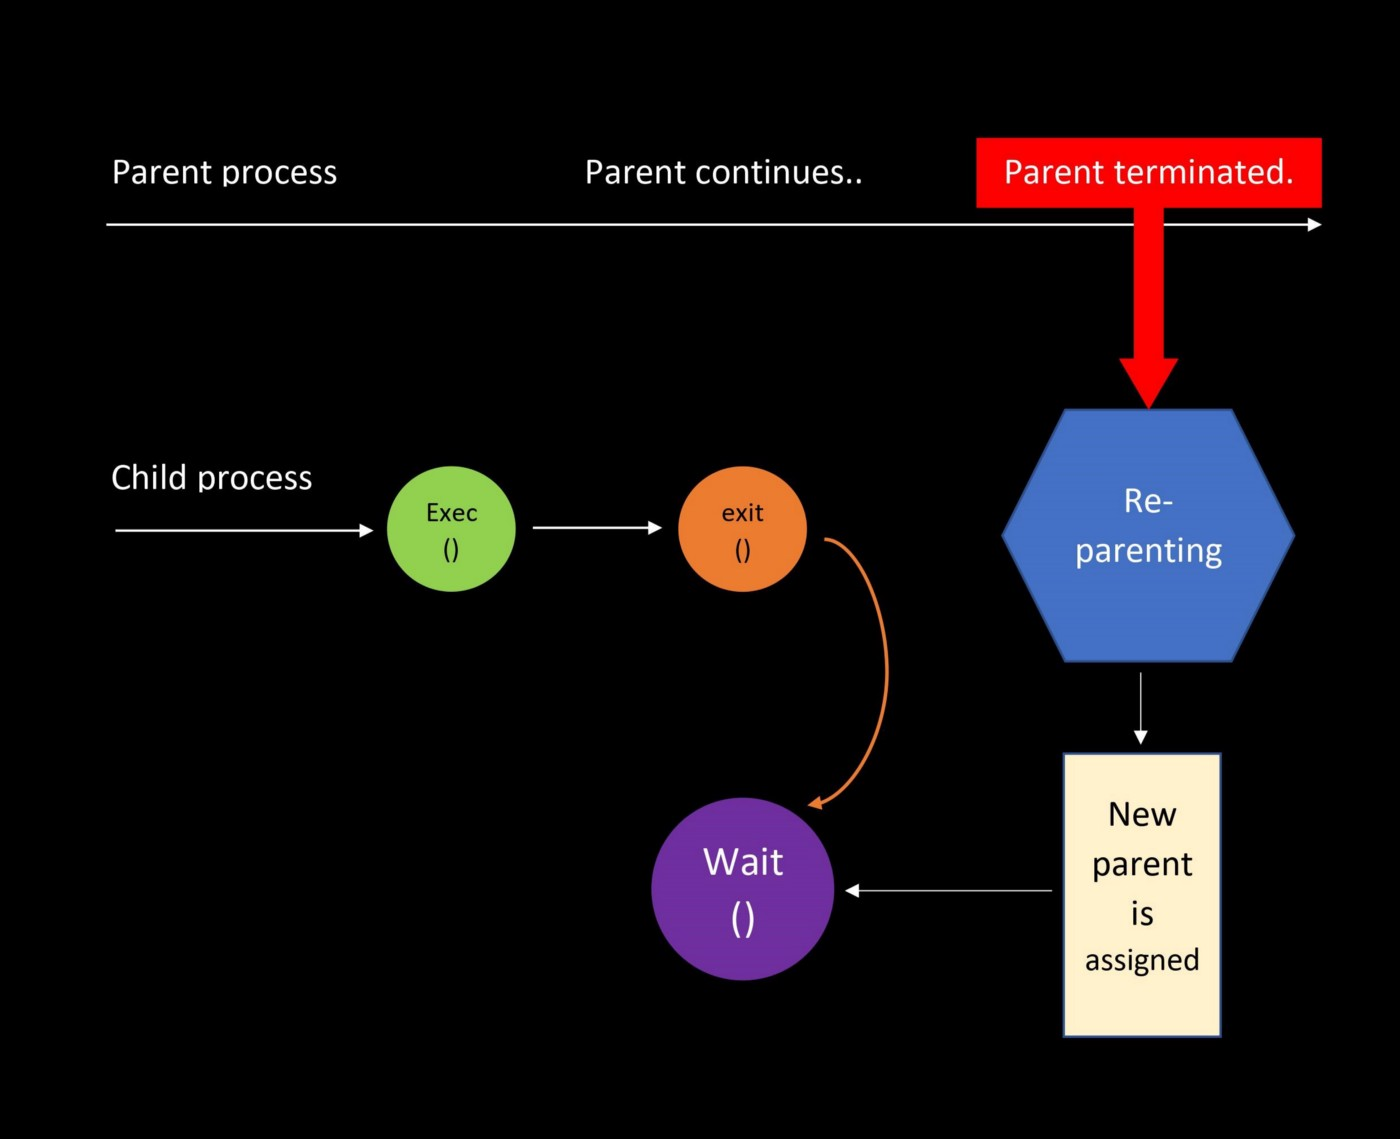 Parent process
Parent continues..
Parent terminated.
Child process
Exec
()
exit
()
Re-
parenting
Wait
()
New
parent
is
assigned